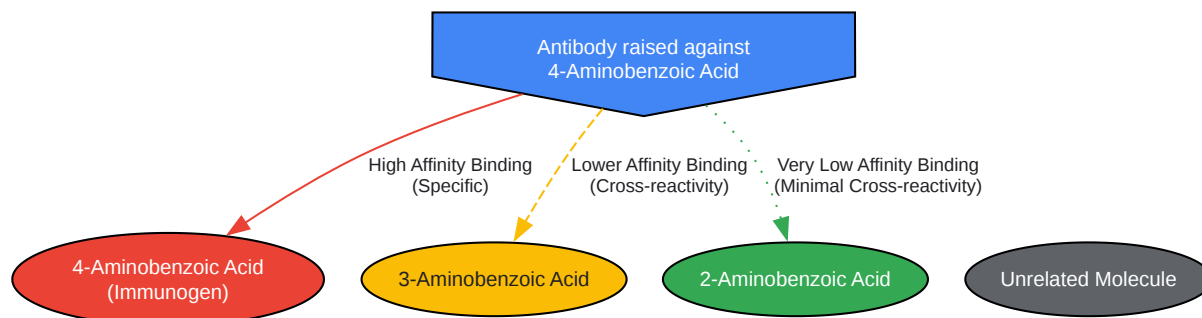 Antibody raised against
4-Aminobenzoic Acid
High Affinity Binding
(Specific)
Lower Affinity Binding
(Cross-reactivity)
Very Low Affinity Binding
(Minimal Cross-reactivity)
4-Aminobenzoic Acid
(Immunogen)
3-Aminobenzoic Acid
2-Aminobenzoic Acid
Unrelated Molecule